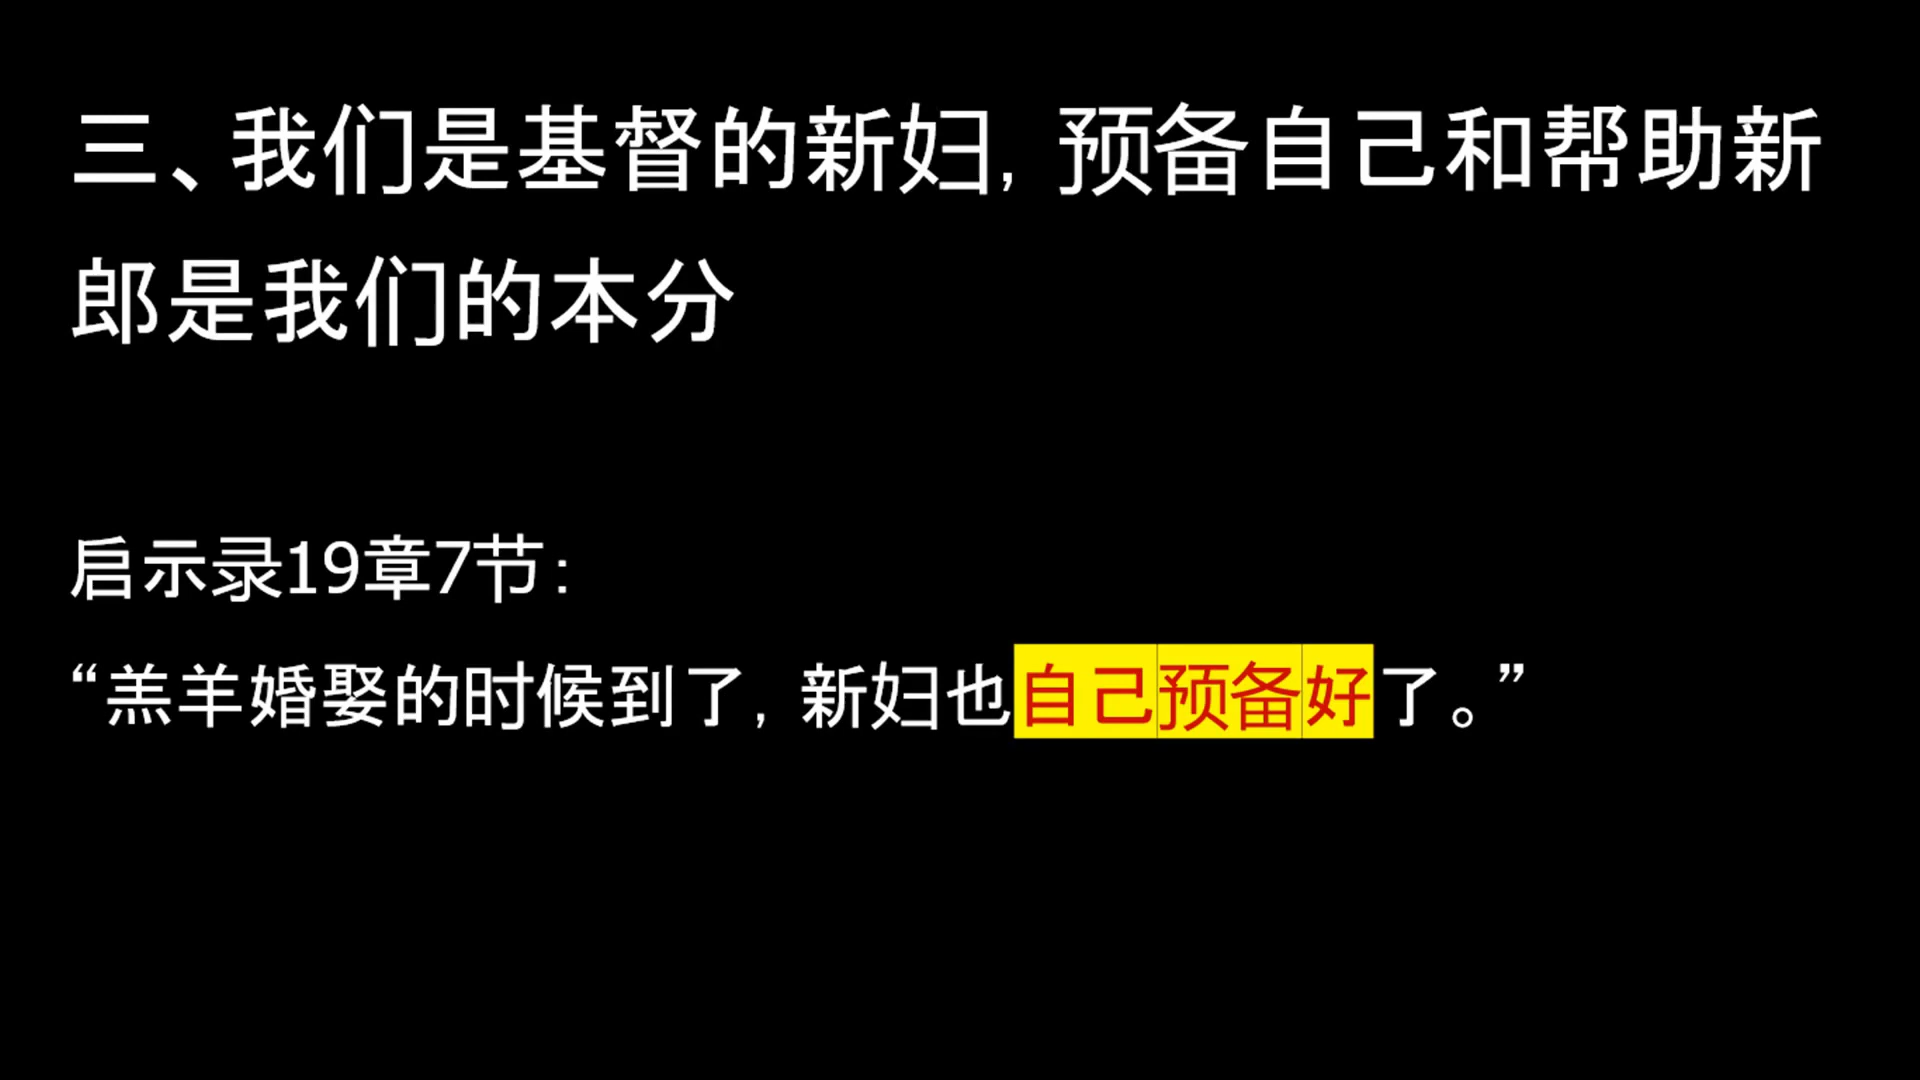 三、我们是基督的新妇，预备自己和帮助新
郎是我们的本分
启示录19章7节：
“羔羊婚娶的时候到了，新妇也自己预备好了。”